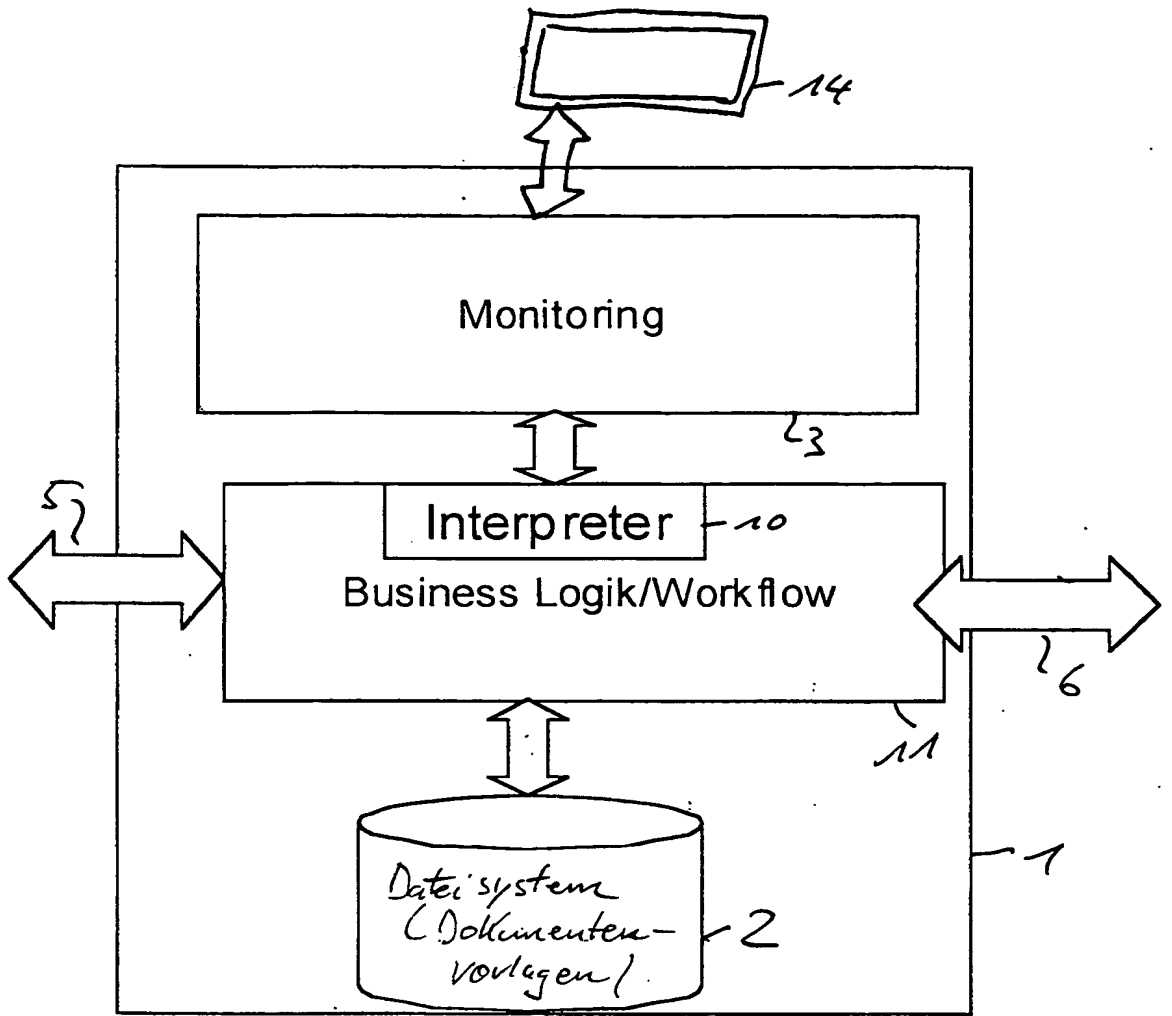 14
Monitoring
3
5
Interpreter
10
Business Logik/Workflow
6
11
1
Dateisystem
(Dokumenten-
vorlagen)
2